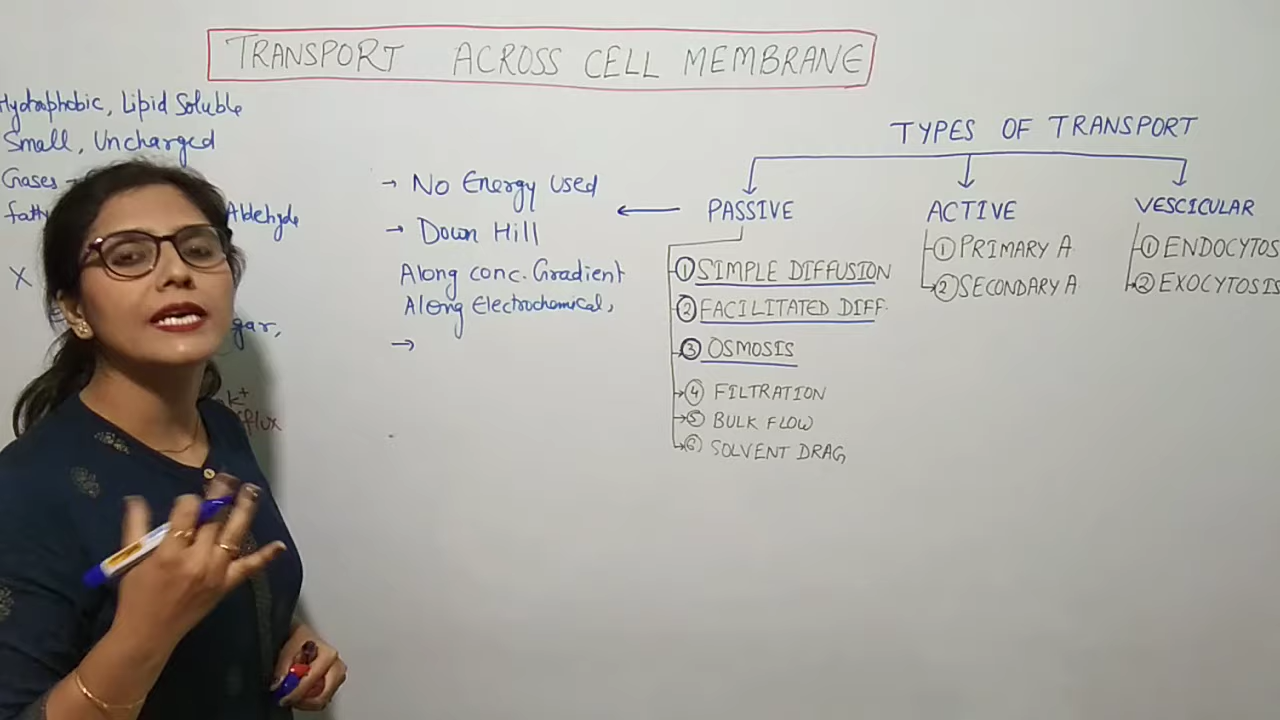 TRANSPORT ACROSS CELL MEMBRANE
Hydrophobic, Lipid Soluble
Small, Uncharged
Gases →
fatty Aldehyde
X
gar,
K+
flux
→ No Energy used
→ Down Hill
Along conc. Gradient
Along Electrochemical,
→
TYPES OF TRANSPORT
PASSIVE
① SIMPLE DIFFUSION
② FACILITATED DIFF.
③ OSMOSIS
④ FILTRATION
⑤ BULK FLOW
⑥ SOLVENT DRAG
ACTIVE
① PRIMARY A
② SECONDARY A
VESCICULAR
① ENDOCYTOS
② EXOCYTOSIS